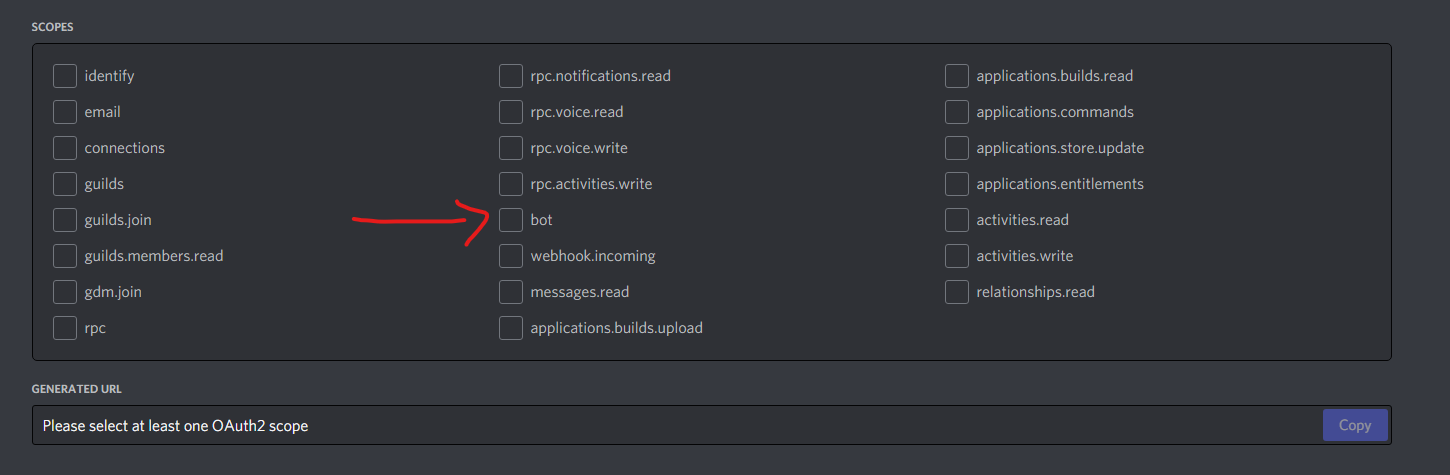 SCOPES
identify
email
connections
guilds
guilds.join
guilds.members.read
gdm.join
rpc
rpc.notifications.read
rpc.voice.read
rpc.voice.write
rpc.activities.write
bot
webhook.incoming
messages.read
applications.builds.upload
applications.builds.read
applications.commands
applications.store.update
applications.entitlements
activities.read
activities.write
relationships.read
GENERATED URL
Please select at least one OAuth2 scope
Copy